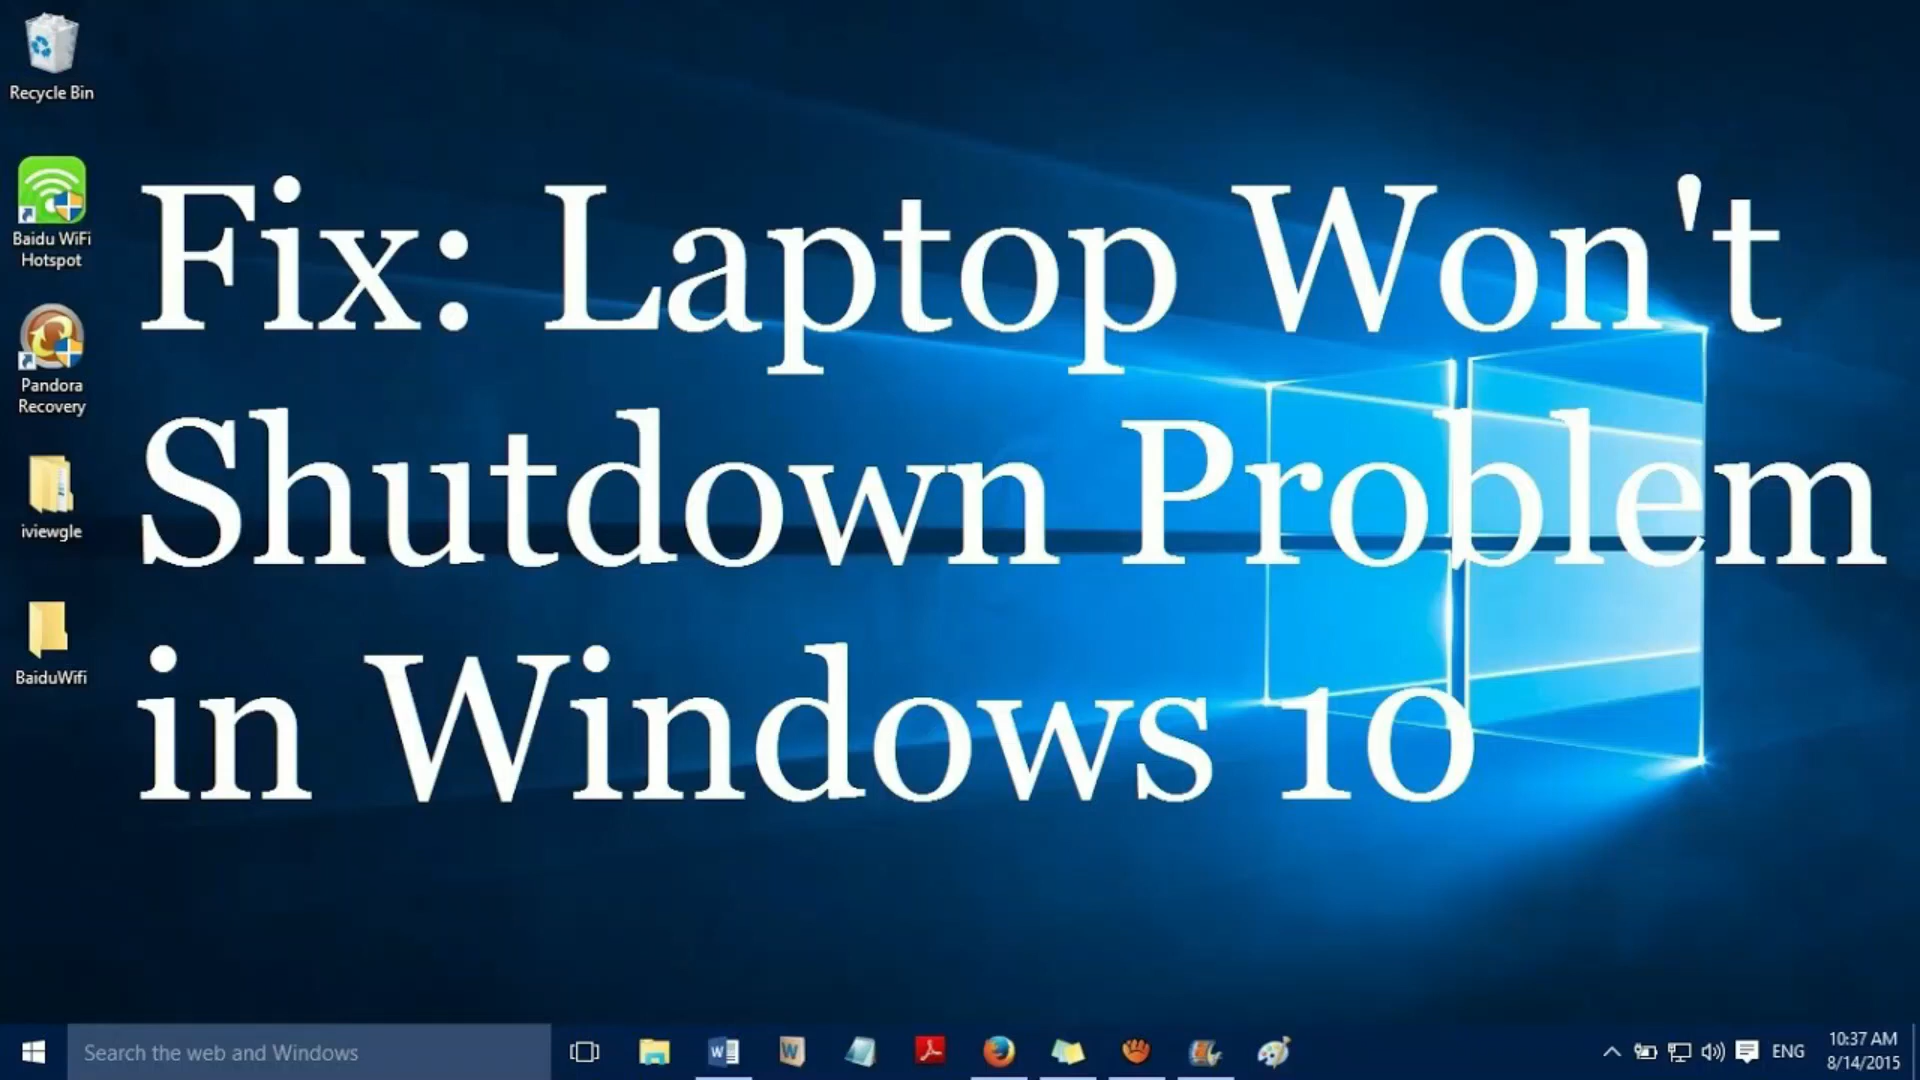 Recycle Bin
Baidu WiFi
Hotspot
Pandora
Recovery
iviewgle
BaiduWifi
Fix: Laptop Won't
Shutdown Problem
in Windows 10
Search the web and Windows
ENG
10:37 AM
8/14/2015